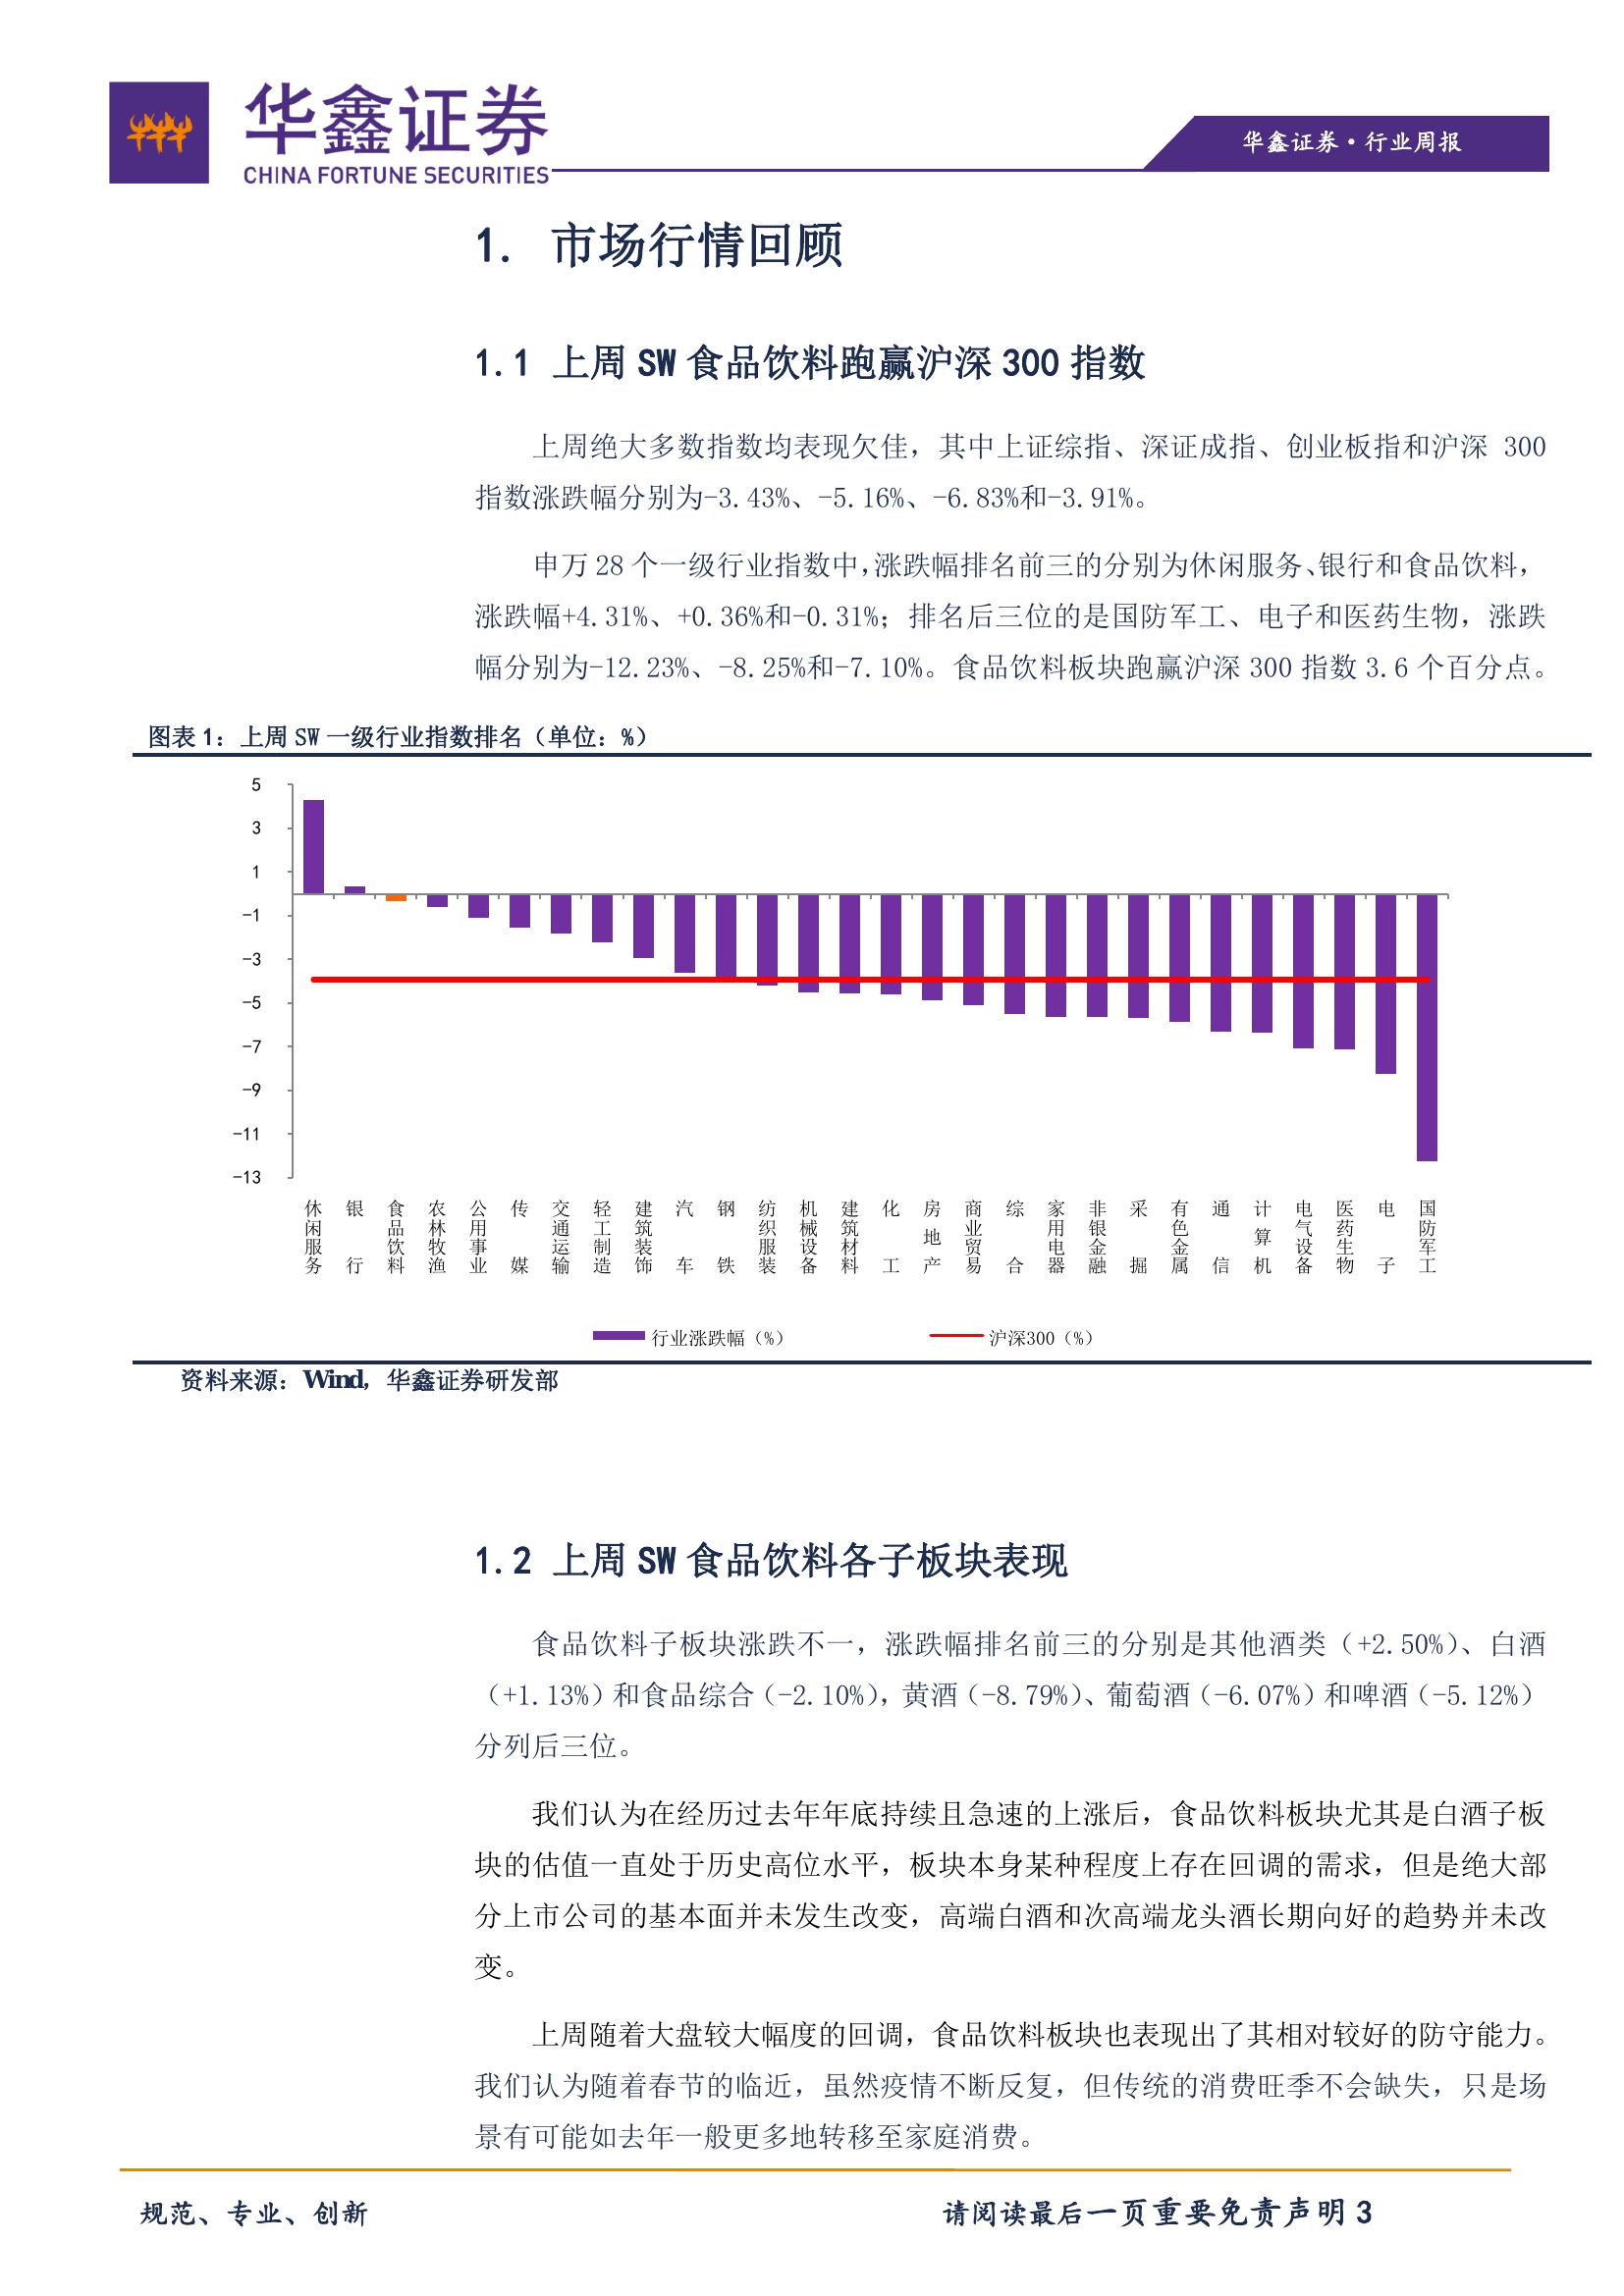 华鑫证券
CHINA FORTUNE SECURITIES
华鑫证券·行业周报
1. 市场行情回顾
1.1 上周 SW 食品饮料跑赢沪深 300 指数
上周绝大多数指数均表现欠佳，其中上证综指、深证成指、创业板指和沪深 300
指数涨跌幅分别为-3.43%、-5.16%、-6.83%和-3.91%。
申万 28 个一级行业指数中，涨跌幅排名前三的分别为休闲服务、银行和食品饮料，
涨跌幅+4.31%、+0.36%和-0.31%；排名后三位的是国防军工、电子和医药生物，涨跌
幅分别为-12.23%、-8.25%和-7.10%。食品饮料板块跑赢沪深 300 指数 3.6 个百分点。
图表 1：上周 SW 一级行业指数排名（单位：%）
5
3
1
-1
-3
-5
-7
-9
-11
-13
休闲服务
银行
食品饮料
农林牧渔
公用事业
传媒
交通运输
轻工制造
建筑装饰
汽车
钢铁
纺织服装
机械设备
建筑材料
化工
房地产
商业贸易
综合
家用电器
非银金融
采掘
有色金属
通信
计算机
电气设备
医药生物
电子
国防军工
行业涨跌幅（%）
沪深300（%）
资料来源：Wind，华鑫证券研发部
1.2 上周 SW 食品饮料各子板块表现
食品饮料子板块涨跌不一，涨跌幅排名前三的分别是其他酒类（+2.50%）、白酒
（+1.13%）和食品综合（-2.10%），黄酒（-8.79%）、葡萄酒（-6.07%）和啤酒（-5.12%）
分列后三位。
我们认为在经历过去年年底持续且急速的上涨后，食品饮料板块尤其是白酒子板
块的估值一直处于历史高位水平，板块本身某种程度上存在回调的需求，但是绝大部
分上市公司的基本面并未发生改变，高端白酒和次高端龙头酒长期向好的趋势并未改
变。
上周随着大盘较大幅度的回调，食品饮料板块也表现出了其相对较好的防守能力。
我们认为随着春节的临近，虽然疫情不断反复，但传统的消费旺季不会缺失，只是场
景有可能如去年一般更多地转移至家庭消费。
规范、专业、创新
请阅读最后一页重要免责声明 3